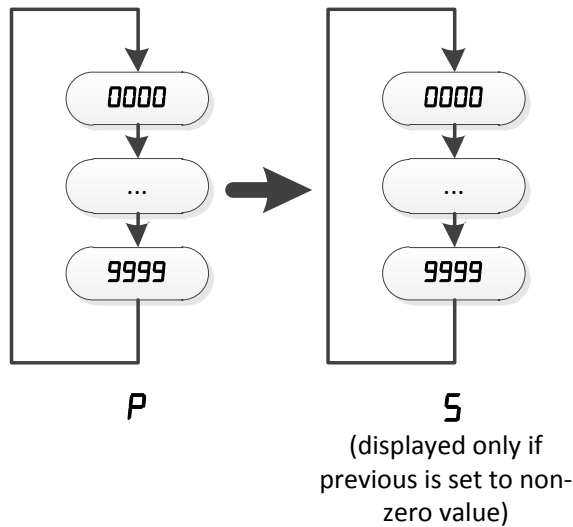 0000
...
9999
P
0000
...
9999
S
(displayed only if
previous is set to non-
zero value)